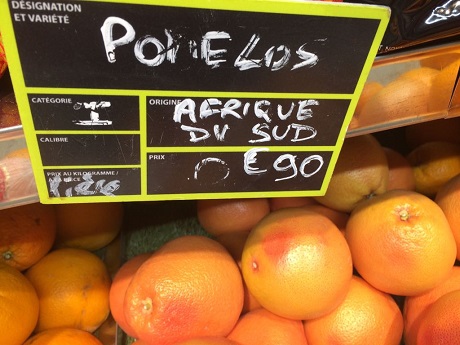 DÉSIGNATION
ET VARIÉTÉ
POMELOS
CATÉGORIE
I
ORIGINE
AFRIQUE
DU SUD
CALIBRE
PRIX
0€90
PRIX AU KILOGRAMME /